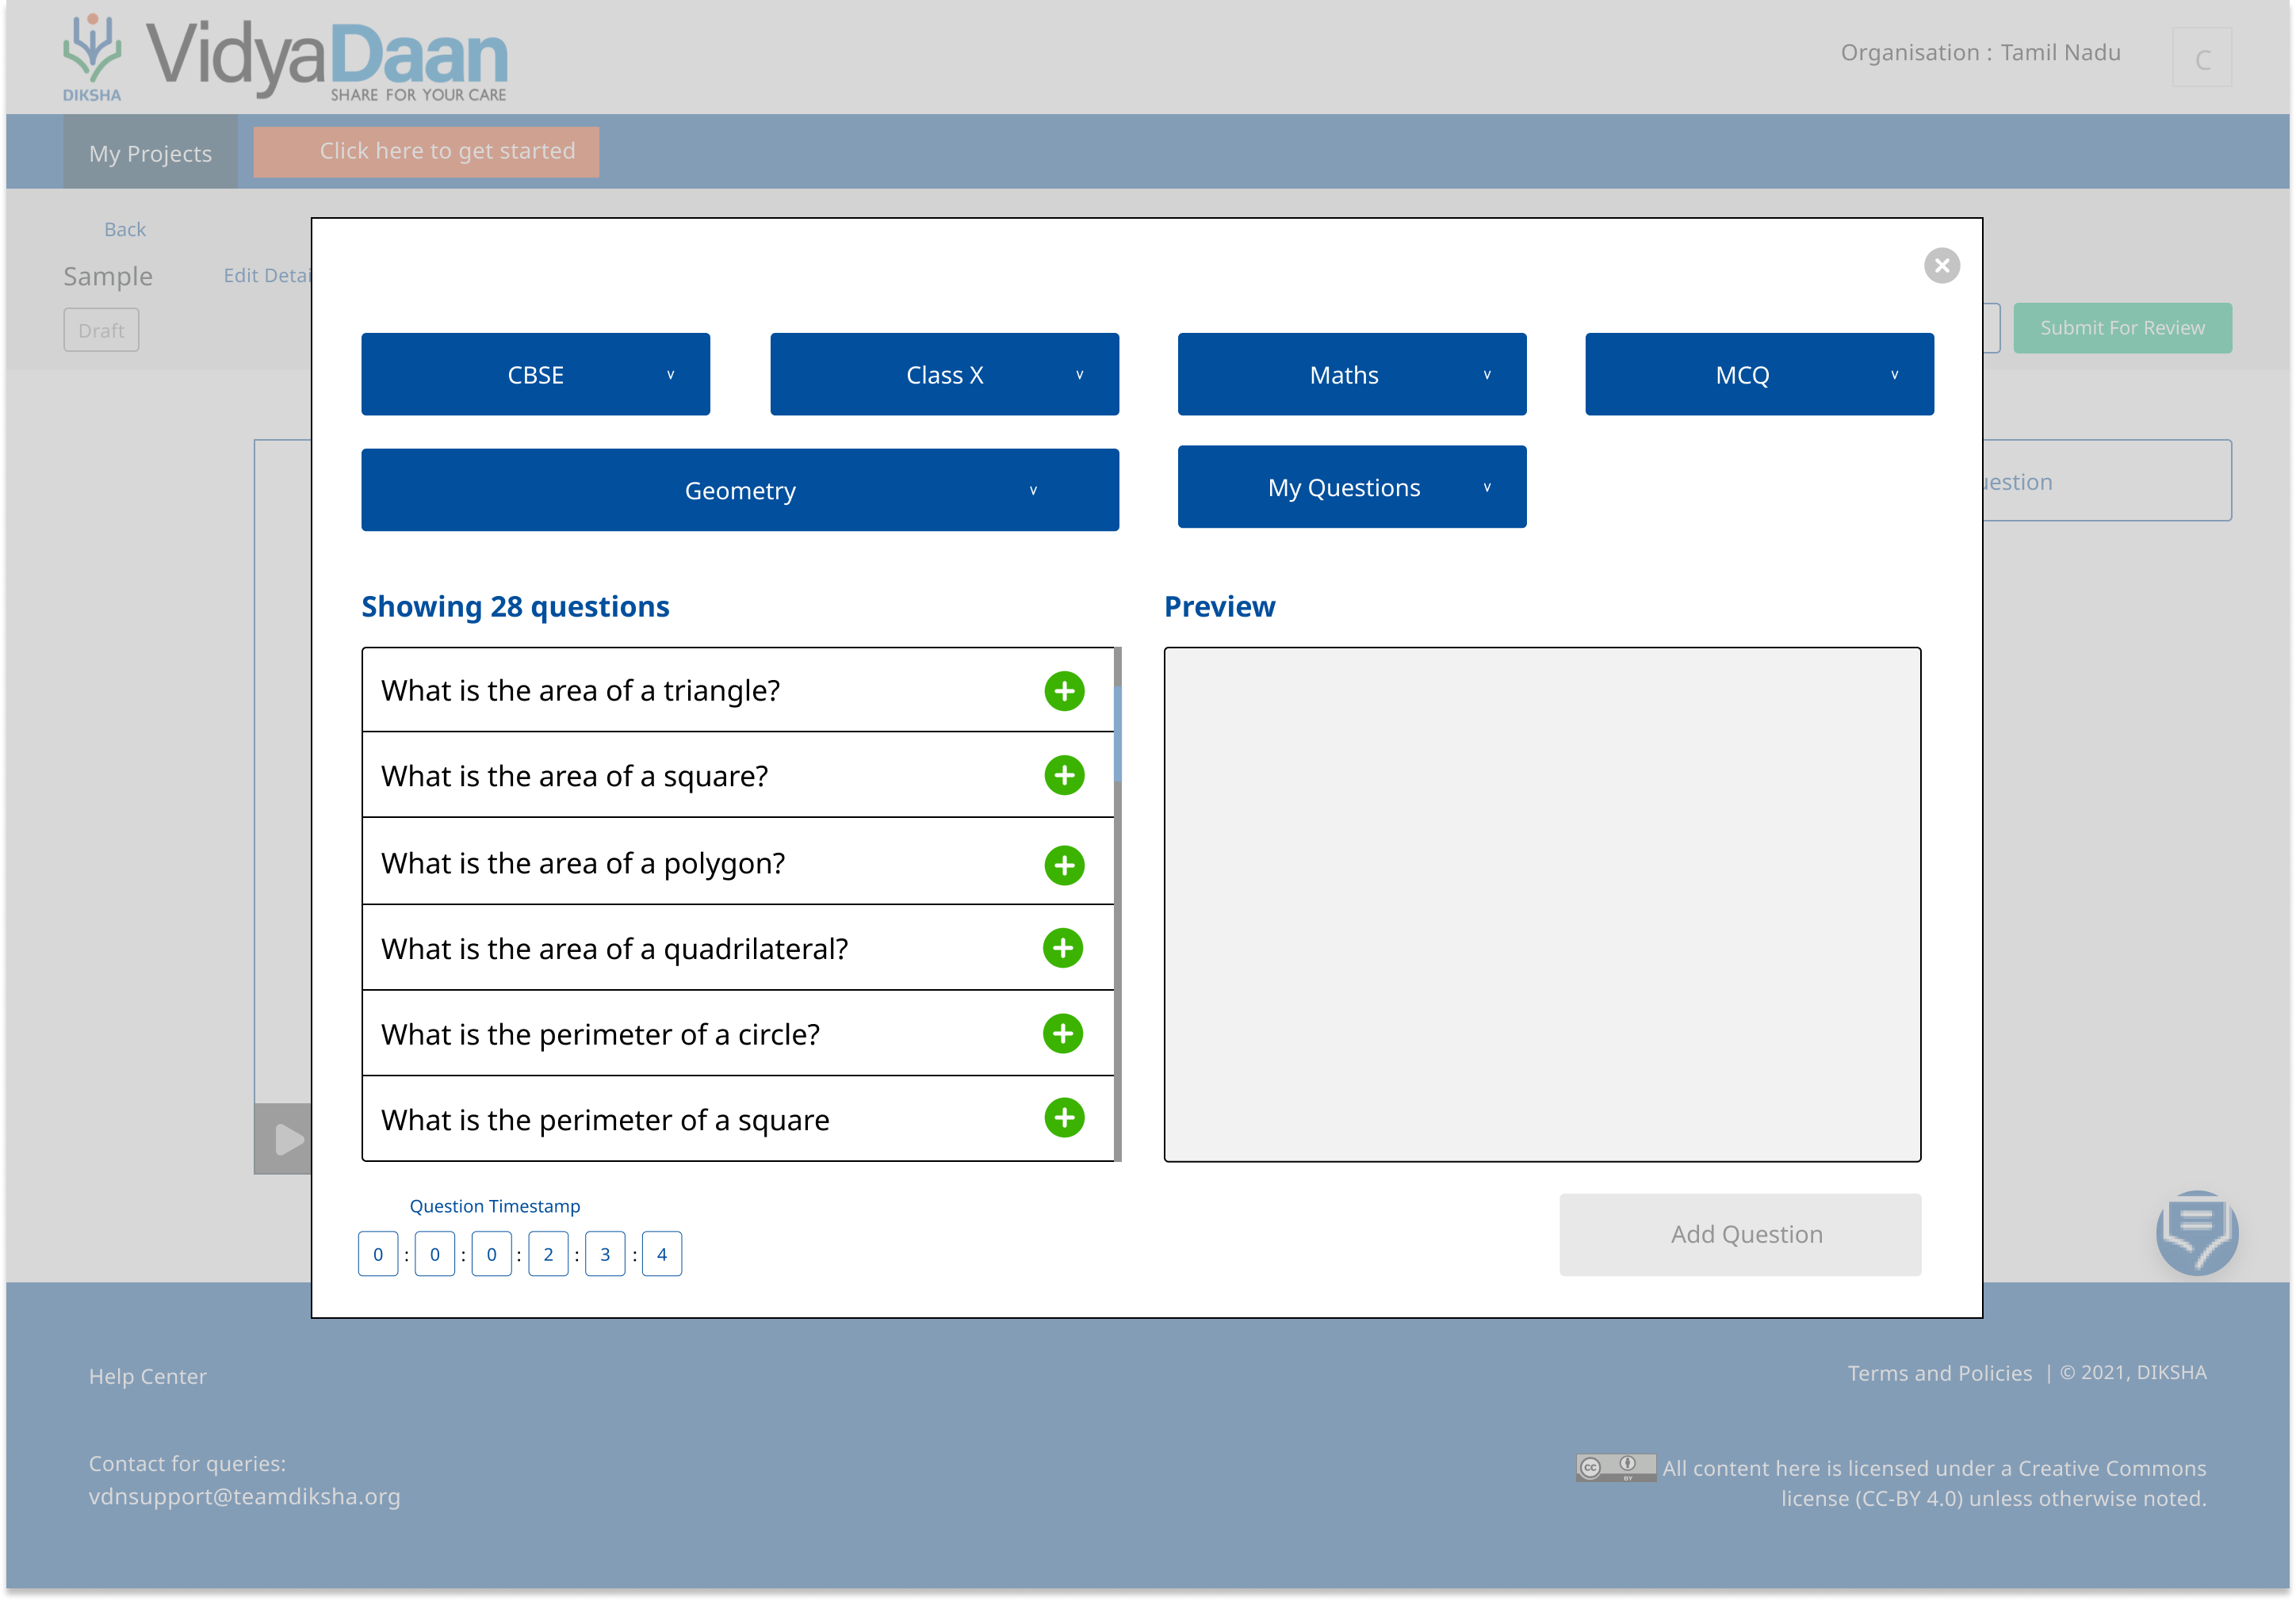 DIKSHA
VidyaDaan
SHARE FOR YOUR CARE
Organisation : Tamil Nadu
C
My Projects
Click here to get started
Back
Sample
Edit Detai
Draft
Submit For Review
CBSE v
Class X v
Maths v
MCQ v
Geometry v
My Questions v
uestion
Showing 28 questions
Preview
What is the area of a triangle?
What is the area of a square?
What is the area of a polygon?
What is the area of a quadrilateral?
What is the perimeter of a circle?
What is the perimeter of a square
Question Timestamp
0 : 0 : 0 : 2 : 3 : 4
Add Question
Help Center
Terms and Policies | © 2021, DIKSHA
Contact for queries:
vdnsupport@teamdiksha.org
CC BY
All content here is licensed under a Creative Commons
license (CC-BY 4.0) unless otherwise noted.